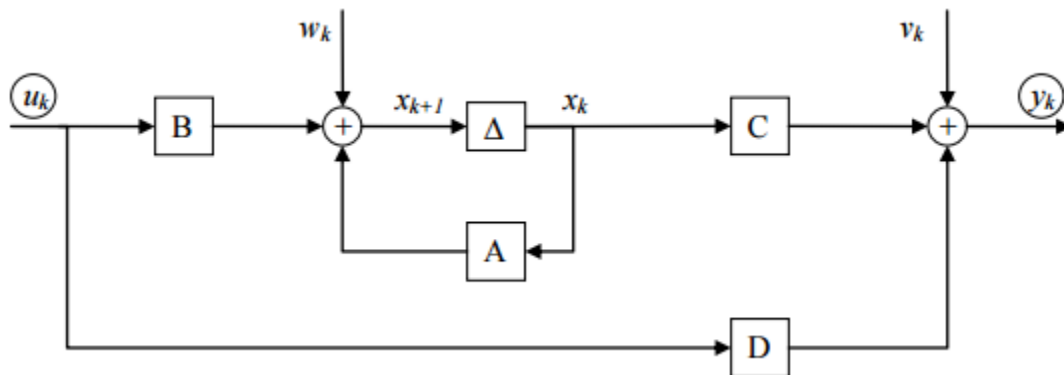 w_k v_k
u_k x_{k+1} x_k y_k
B + Δ C +
A
D